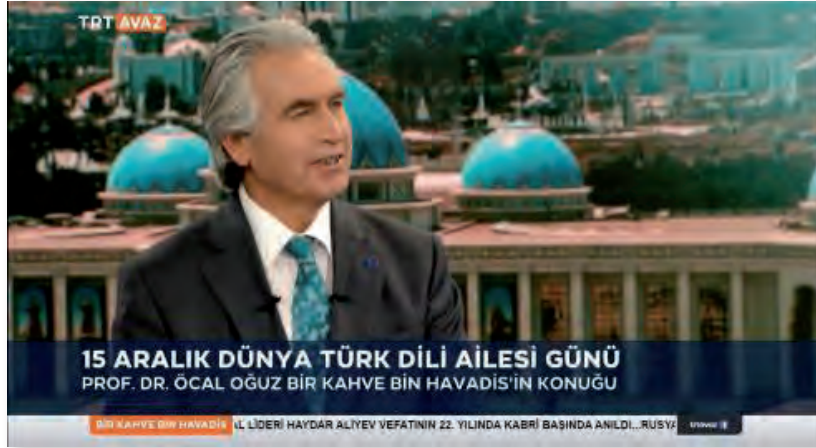 TRT AVAZ
15 ARALIK DÜNYA TÜRK DİLİ AİLESİ GÜNÜ
PROF. DR. ÖCAL OĞUZ BİR KAHVE BİN HAVADİS'İN KONUĞU
BİR KAHVE BİN HAVADİS AL LİDERİ HAYDAR ALİYEV VEFATININ 22. YILINDA KABRİ BAŞINDA ANILDI...RUSYA